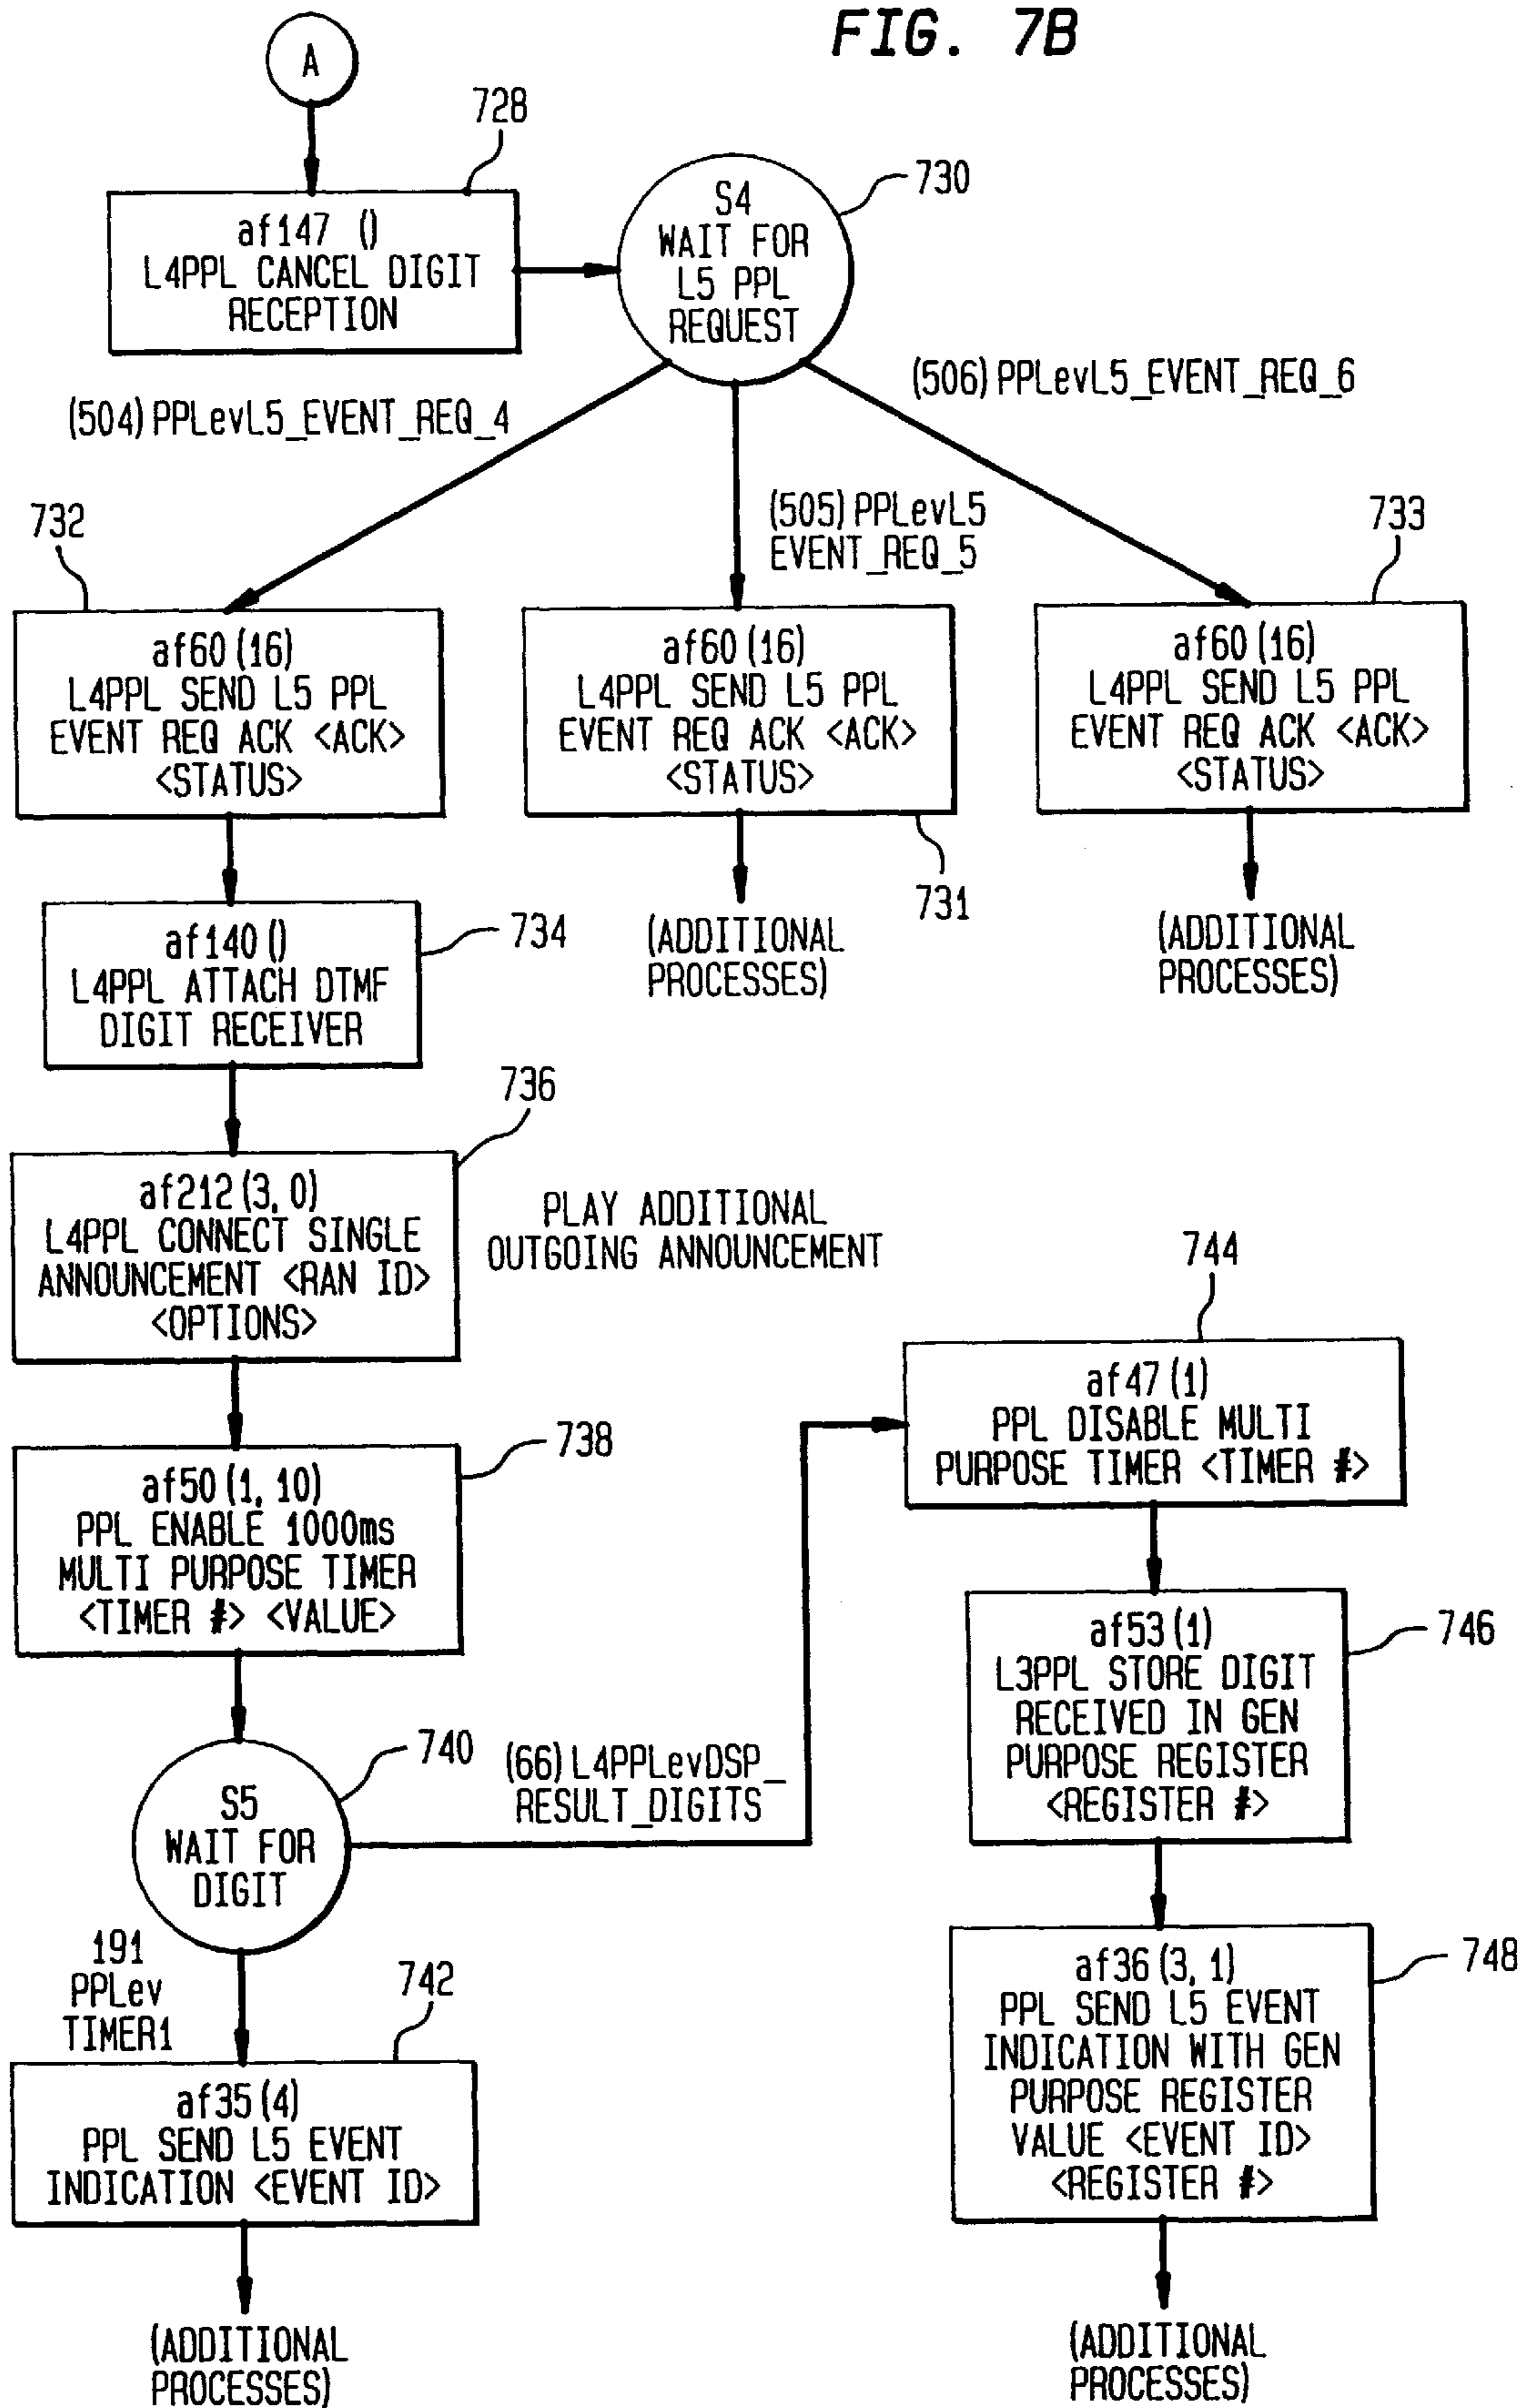 FIG. 7B
A
728
af147 ()
L4PPL CANCEL DIGIT
RECEPTION
730
S4
WAIT FOR
L5 PPL
REQUEST
(504) PPLevL5_EVENT_REQ_4
(505) PPLevL5
EVENT_REQ_5
(506) PPLevL5_EVENT_REQ_6
732
af60 (16)
L4PPL SEND L5 PPL
EVENT REQ ACK <ACK>
<STATUS>
af60 (16)
L4PPL SEND L5 PPL
EVENT REQ ACK <ACK>
<STATUS>
731
(ADDITIONAL
PROCESSES)
733
af60 (16)
L4PPL SEND L5 PPL
EVENT REQ ACK <ACK>
<STATUS>
(ADDITIONAL
PROCESSES)
af140 ()
L4PPL ATTACH DTMF
DIGIT RECEIVER
734
736
af212 (3, 0)
L4PPL CONNECT SINGLE
ANNOUNCEMENT <RAN ID>
<OPTIONS>
PLAY ADDITIONAL
OUTGOING ANNOUNCEMENT
738
af50 (1, 10)
PPL ENABLE 1000ms
MULTI PURPOSE TIMER
<TIMER #> <VALUE>
740
S5
WAIT FOR
DIGIT
(66) L4PPLevDSP_
RESULT_DIGITS
191
PPLev
TIMER1
742
af35 (4)
PPL SEND L5 EVENT
INDICATION <EVENT ID>
(ADDITIONAL
PROCESSES)
744
af47 (1)
PPL DISABLE MULTI
PURPOSE TIMER <TIMER #>
746
af53 (1)
L3PPL STORE DIGIT
RECEIVED IN GEN
PURPOSE REGISTER
<REGISTER #>
748
af36 (3, 1)
PPL SEND L5 EVENT
INDICATION WITH GEN
PURPOSE REGISTER
VALUE <EVENT ID>
<REGISTER #>
(ADDITIONAL
PROCESSES)